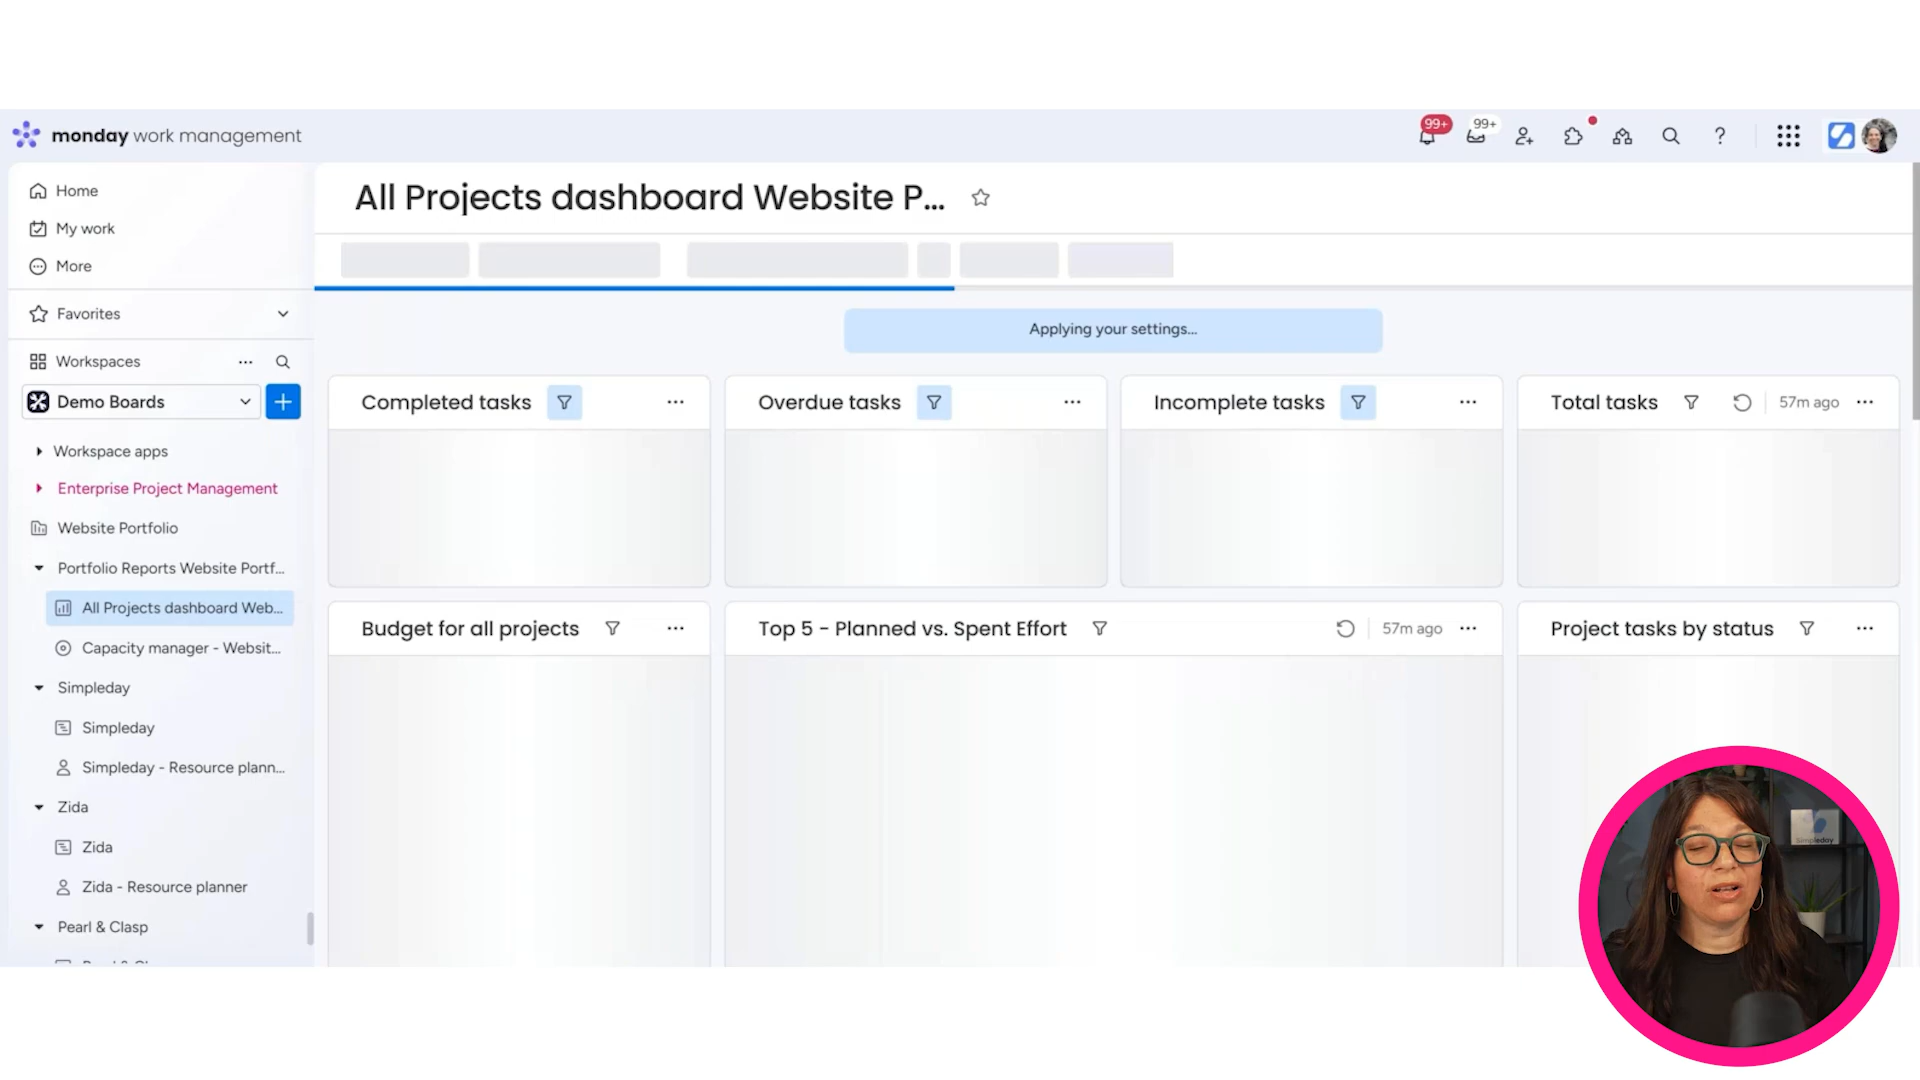 monday work management
99+
99+
?
Home
My work
More
Favorites
Workspaces
Demo Boards
Workspace apps
Enterprise Project Management
Website Portfolio
Portfolio Reports Website Portf...
All Projects dashboard Web...
Capacity manager - Websit...
Simpleday
Simpleday
Simpleday - Resource plann...
Zida
Zida
Zida - Resource planner
Pearl & Clasp
All Projects dashboard Website P...
Applying your settings...
Completed tasks
Overdue tasks
Incomplete tasks
Total tasks
57m ago
Budget for all projects
Top 5 - Planned vs. Spent Effort
57m ago
Project tasks by status
Simpleday